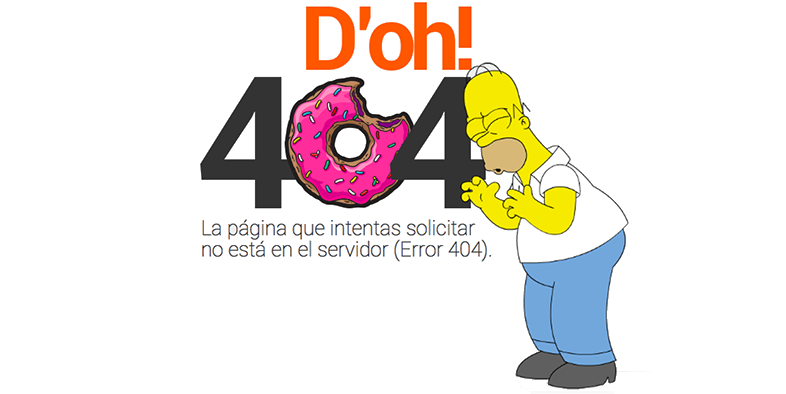 D'oh!
404
La página que intentas solicitar
no está en el servidor (Error 404).